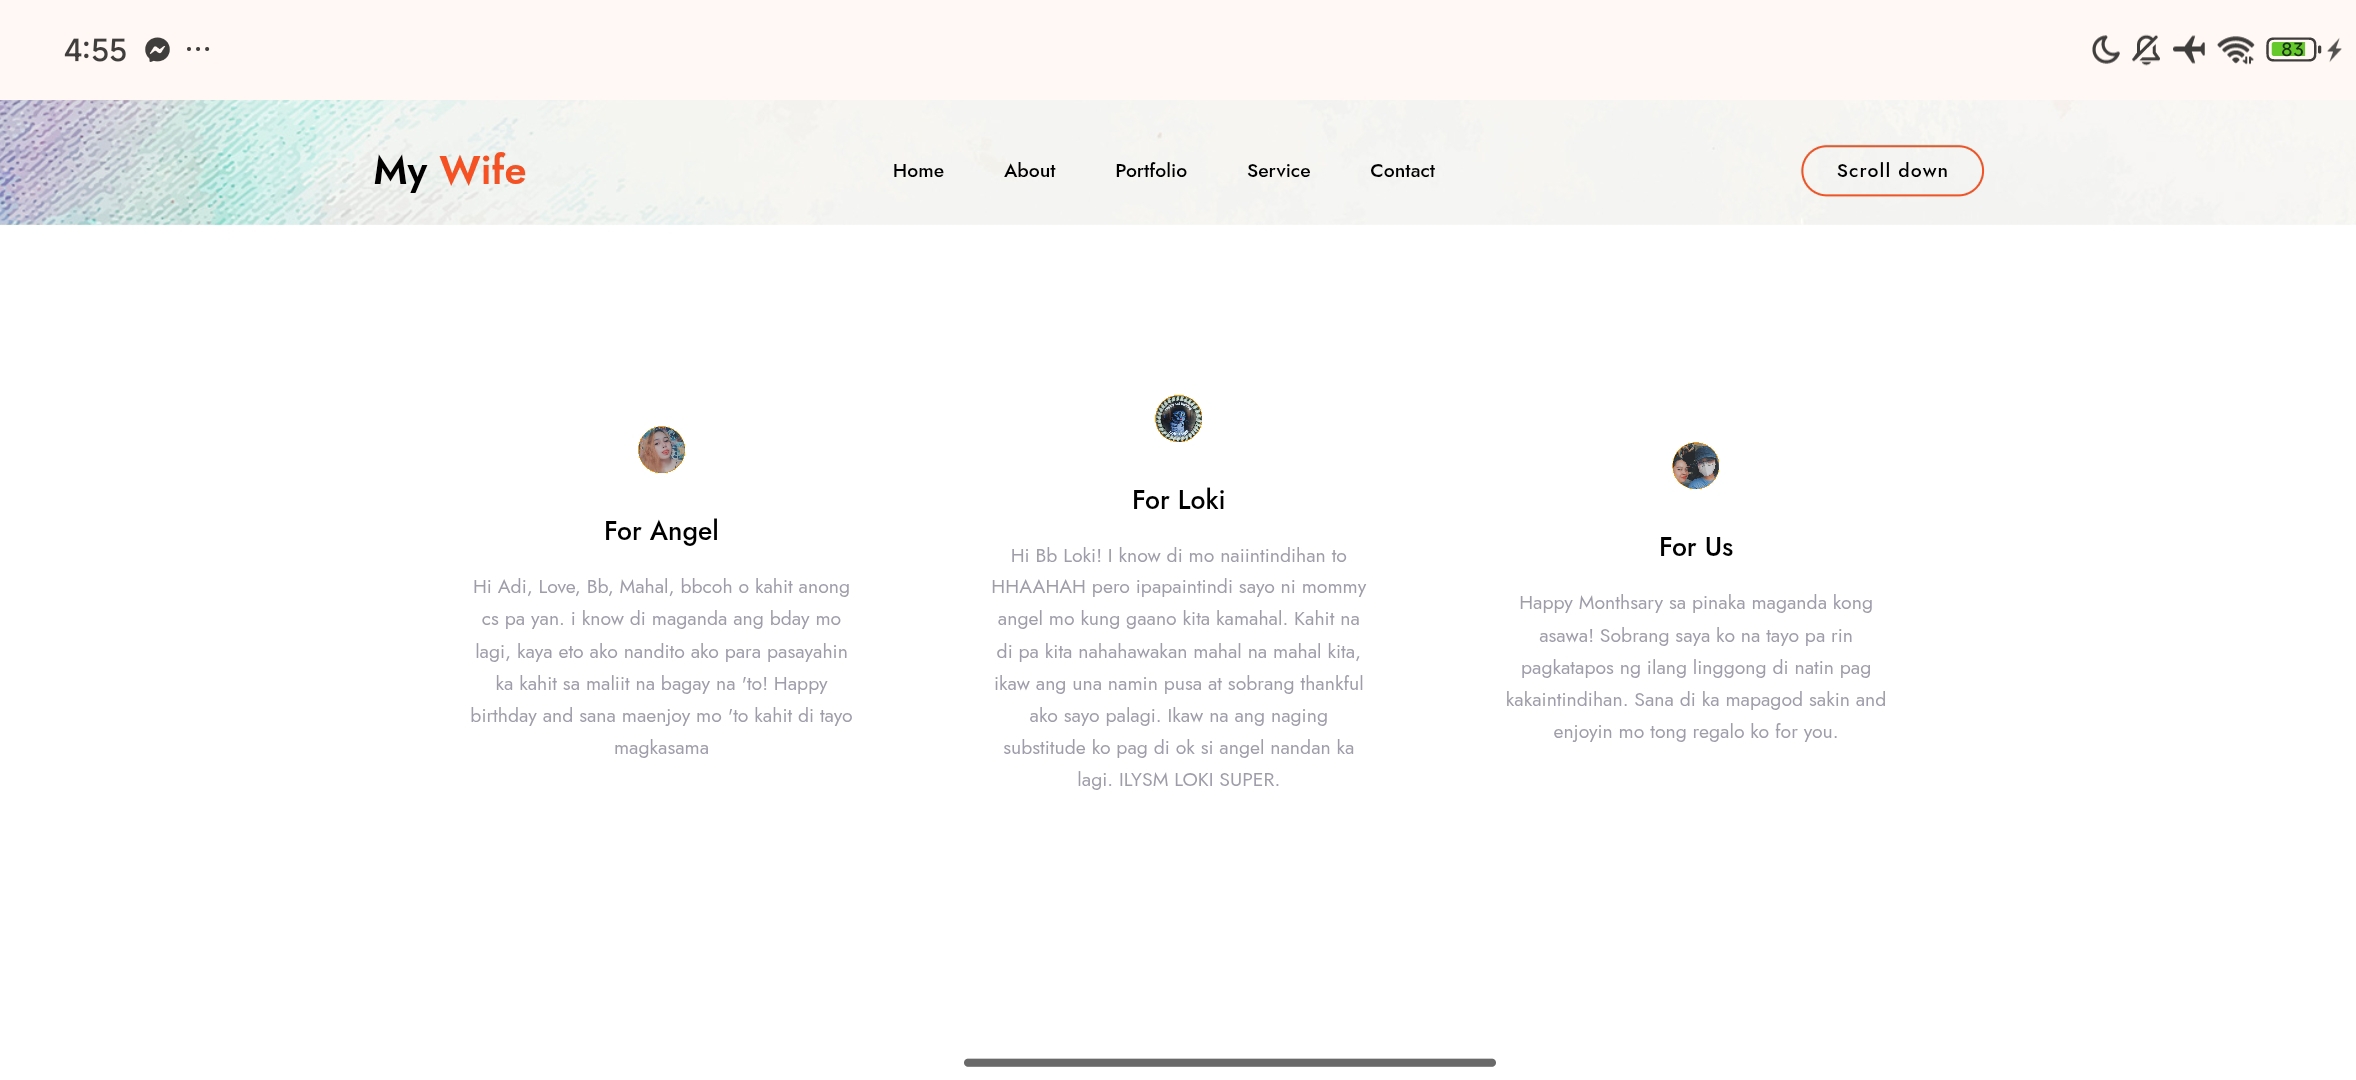 4:55
83
My Wife
Home About Portfolio Service Contact
Scroll down
For Angel
Hi Adi, Love, Bb, Mahal, bbcoh o kahit anong
cs pa yan. i know di maganda ang bday mo
lagi, kaya eto ako nandito ako para pasayahin
ka kahit sa maliit na bagay na 'to! Happy
birthday and sana maenjoy mo 'to kahit di tayo
magkasama
For Loki
Hi Bb Loki! I know di mo naiintindihan to
HHAAHAH pero ipapaintindi sayo ni mommy
angel mo kung gaano kita kamahal. Kahit na
di pa kita nahahawakan mahal na mahal kita,
ikaw ang una namin pusa at sobrang thankful
ako sayo palagi. Ikaw na ang naging
substitude ko pag di ok si angel nandan ka
lagi. ILYSM LOKI SUPER.
For Us
Happy Monthsary sa pinaka maganda kong
asawa! Sobrang saya ko na tayo pa rin
pagkatapos ng ilang linggong di natin pag
kakaintindihan. Sana di ka mapagod sakin and
enjoyin mo tong regalo ko for you.